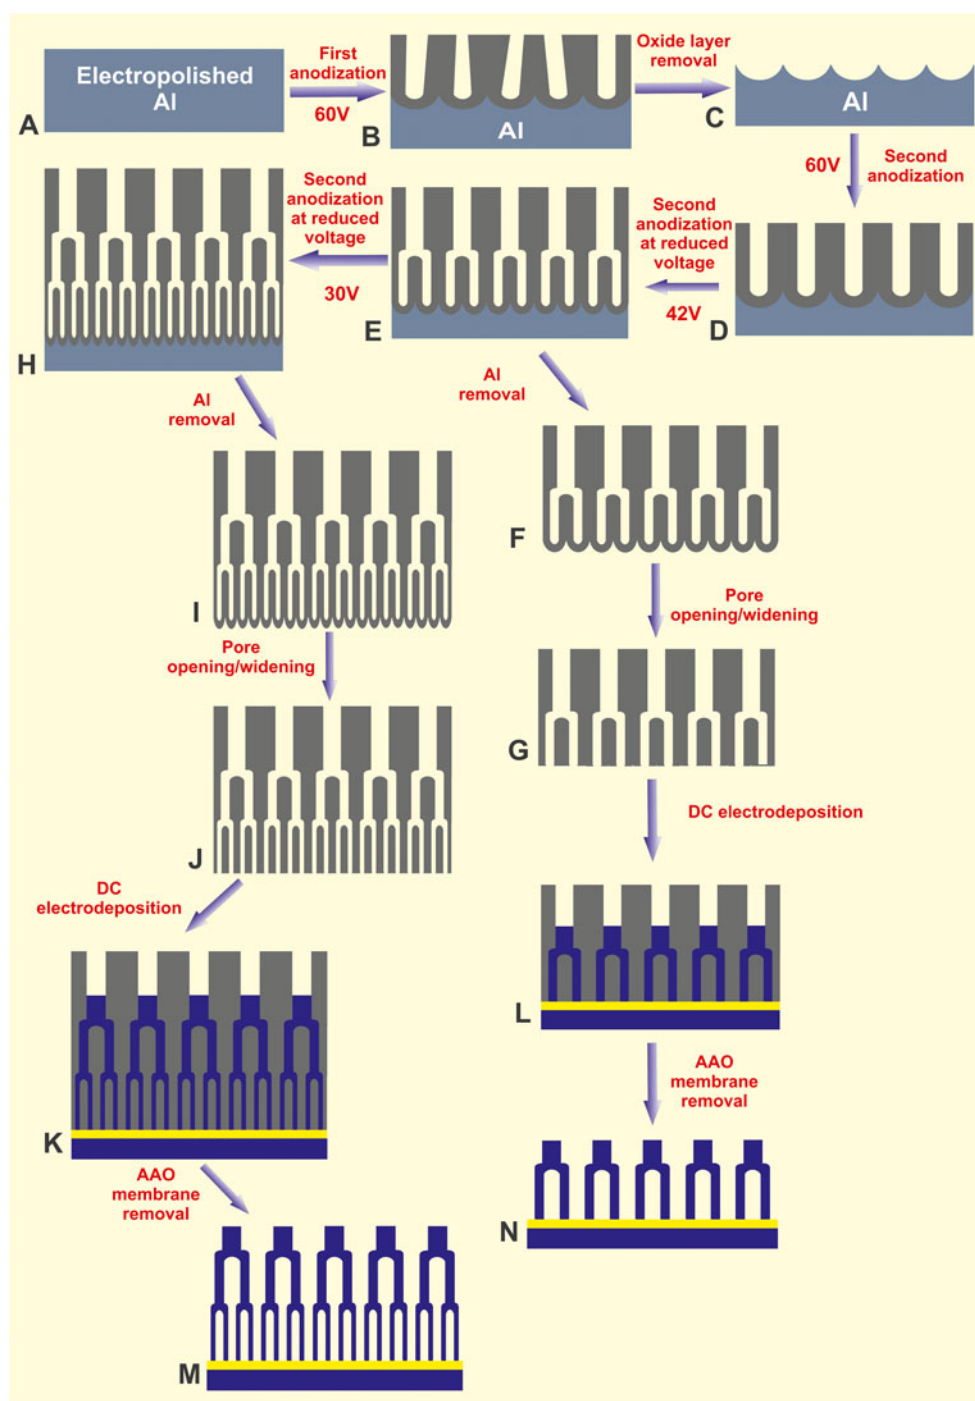 Electropolished
Al
A
First
anodization
60V
Al
B
Oxide layer
removal
Al
C
60V
Second
anodization
D
Second
anodization
at reduced
voltage
42V
E
Second
anodization
at reduced
voltage
30V
H
Al
removal
Al
removal
F
I
Pore
opening/widening
Pore
opening/widening
G
J
DC electrodeposition
DC
electrodeposition
L
K
AAO
membrane
removal
AAO
membrane
removal
N
M